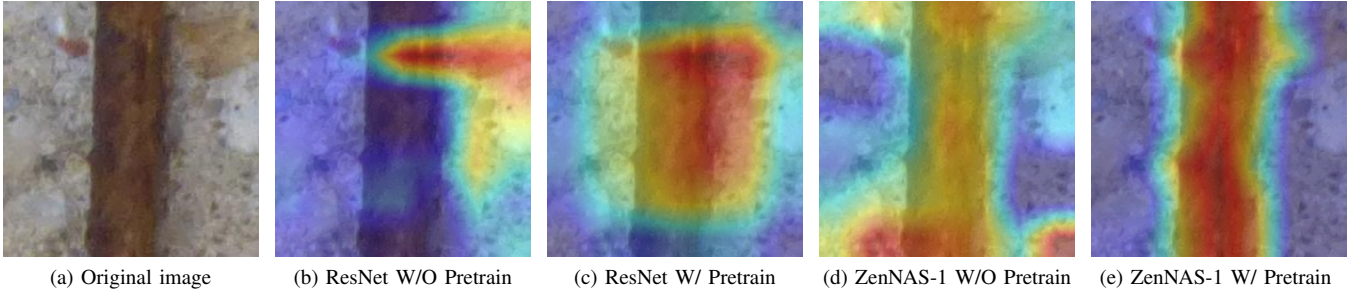 (a) Original image
(b) ResNet W/O Pretrain
(c) ResNet W/ Pretrain
(d) ZenNAS-1 W/O Pretrain
(e) ZenNAS-1 W/ Pretrain